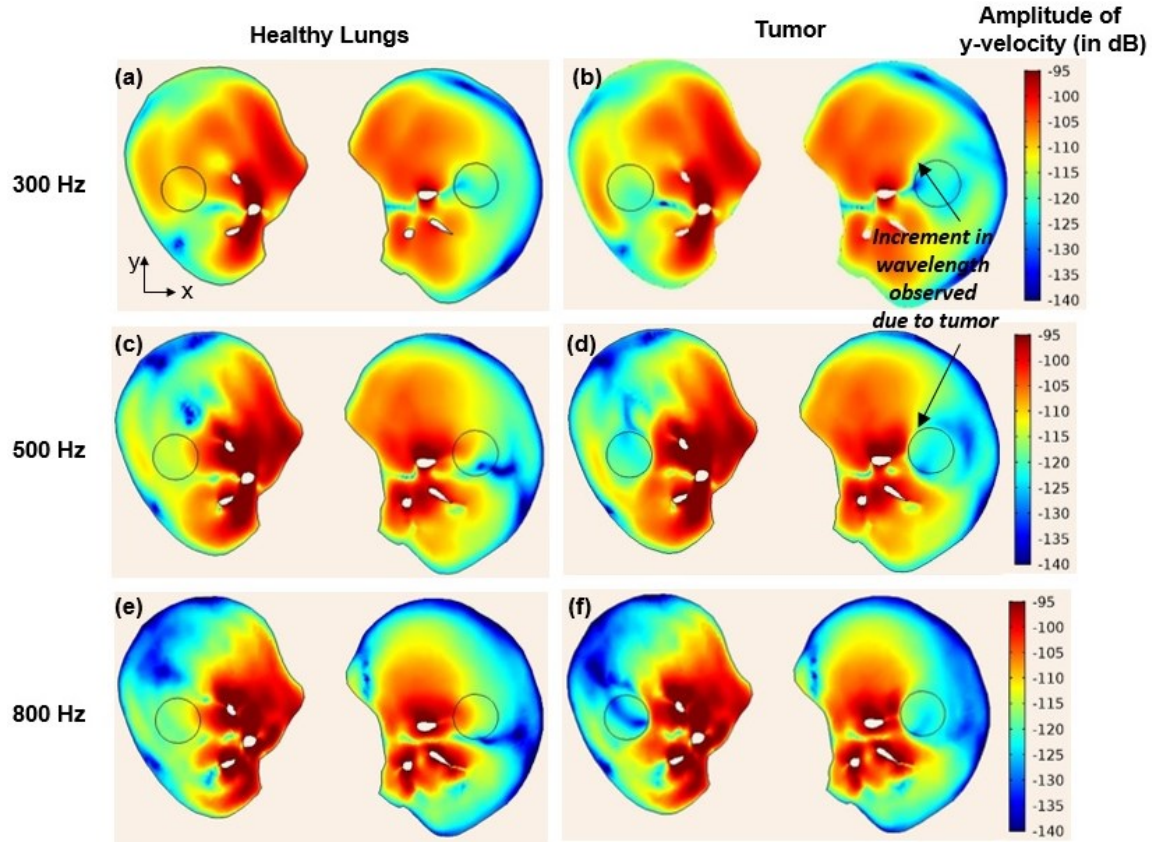 Healthy Lungs
Tumor
Amplitude of
y-velocity (in dB)
(a)
(b)
300 Hz
y
x
Increment in
wavelength
observed
due to tumor
-95
-100
-105
-110
-115
-120
-125
-130
-135
-140
(c)
(d)
500 Hz
-95
-100
-105
-110
-115
-120
-125
-130
-135
-140
(e)
(f)
800 Hz
-95
-100
-105
-110
-115
-120
-125
-130
-135
-140